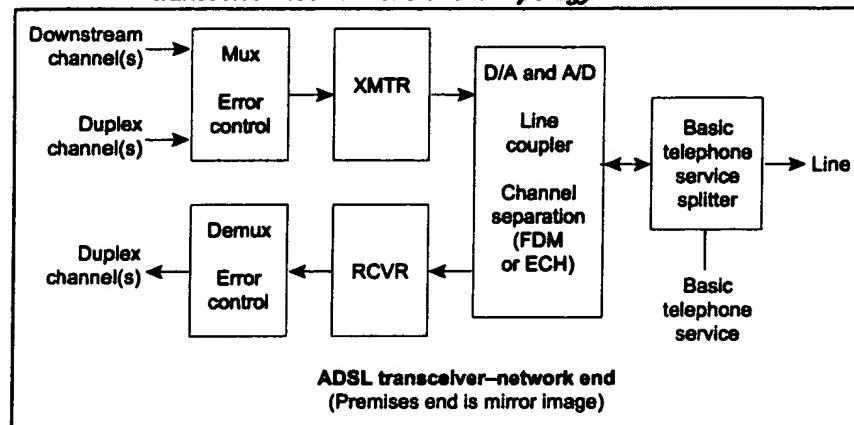 Downstream
channel(s)
Duplex
channel(s)
Mux
Error
control
XMTR
D/A and A/D
Line
coupler
Channel
separation
(FDM
or ECH)
Basic
telephone
service
splitter
Line
Duplex
channel(s)
Demux
Error
control
RCVR
Basic
telephone
service
ADSL transceiver–network end
(Premises end is mirror image)